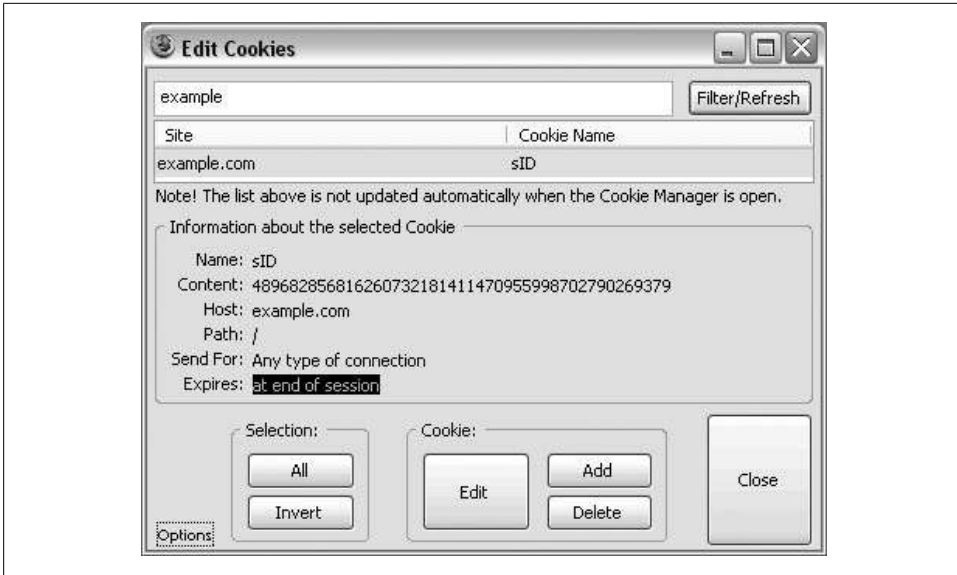 Edit Cookies
example
Filter/Refresh
Site Cookie Name
example.com sID
Note! The list above is not updated automatically when the Cookie Manager is open.
Information about the selected Cookie
Name: sID
Content: 489682856816260732181411470955998702790269379
Host: example.com
Path: /
Send For: Any type of connection
Expires: at end of session
Selection:
All
Invert
Cookie:
Edit
Add
Delete
Close
Options